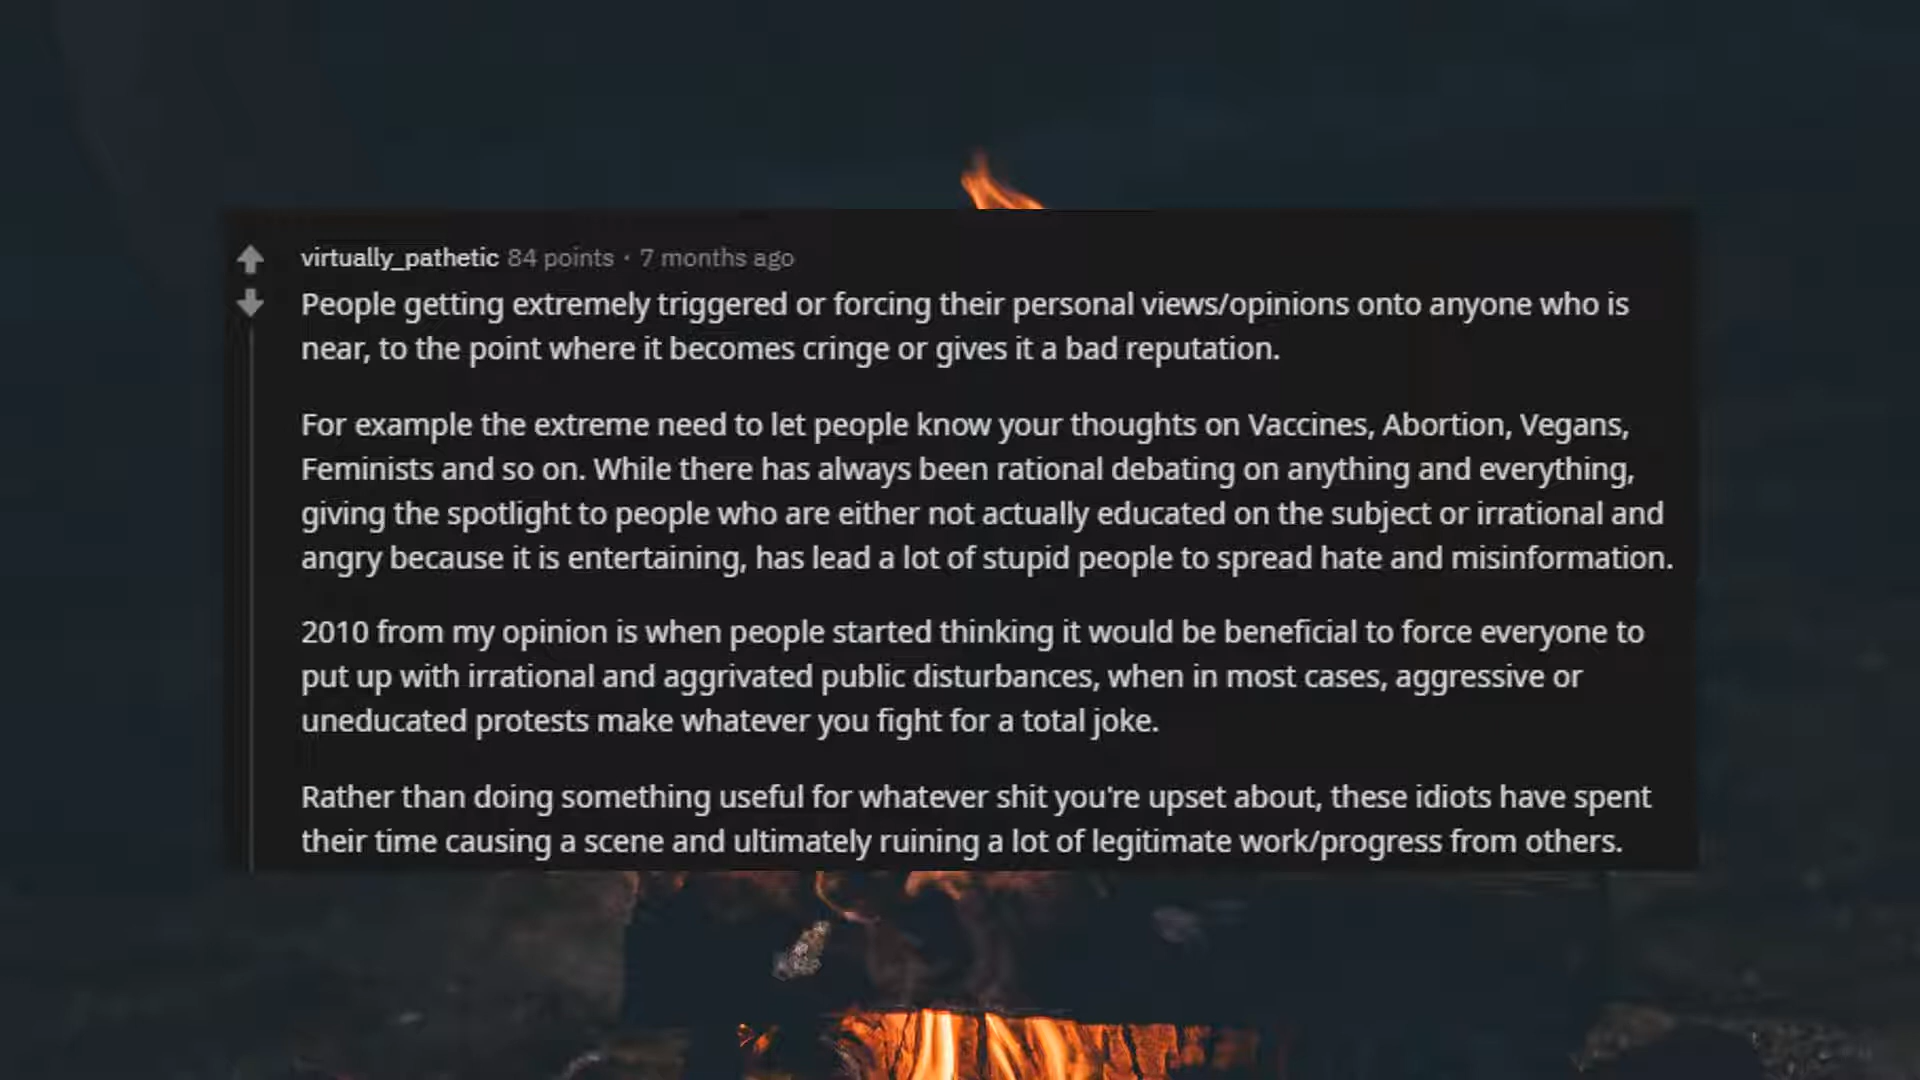 virtually_pathetic 84 points · 7 months ago
People getting extremely triggered or forcing their personal views/opinions onto anyone who is
near, to the point where it becomes cringe or gives it a bad reputation.
For example the extreme need to let people know your thoughts on Vaccines, Abortion, Vegans,
Feminists and so on. While there has always been rational debating on anything and everything,
giving the spotlight to people who are either not actually educated on the subject or irrational and
angry because it is entertaining, has lead a lot of stupid people to spread hate and misinformation.
2010 from my opinion is when people started thinking it would be beneficial to force everyone to
put up with irrational and aggrivated public disturbances, when in most cases, aggressive or
uneducated protests make whatever you fight for a total joke.
Rather than doing something useful for whatever shit you're upset about, these idiots have spent
their time causing a scene and ultimately ruining a lot of legitimate work/progress from others.